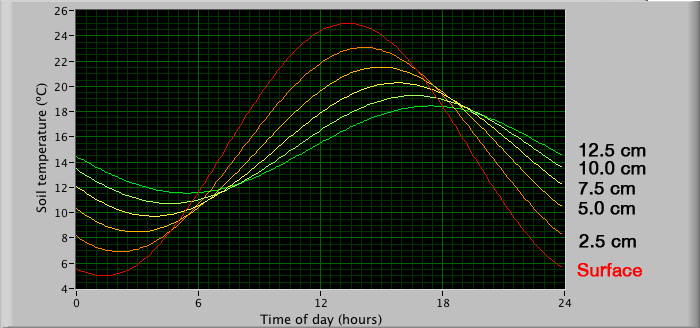 26
24
22
20
18
16
14
12
10
8
6
4
Soil temperature (ºC)
0
6
12
18
24
Time of day (hours)
12.5 cm
10.0 cm
7.5 cm
5.0 cm
2.5 cm
Surface